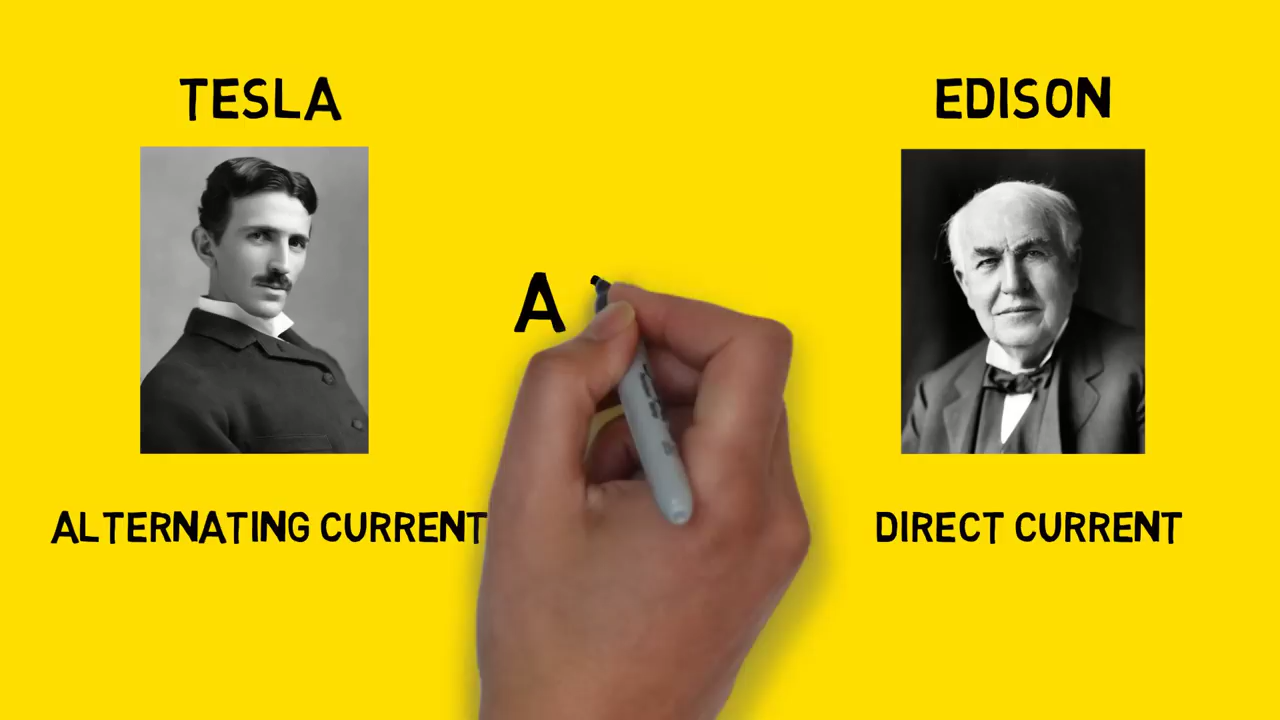 TESLA
EDISON
A
ALTERNATING CURRENT
DIRECT CURRENT